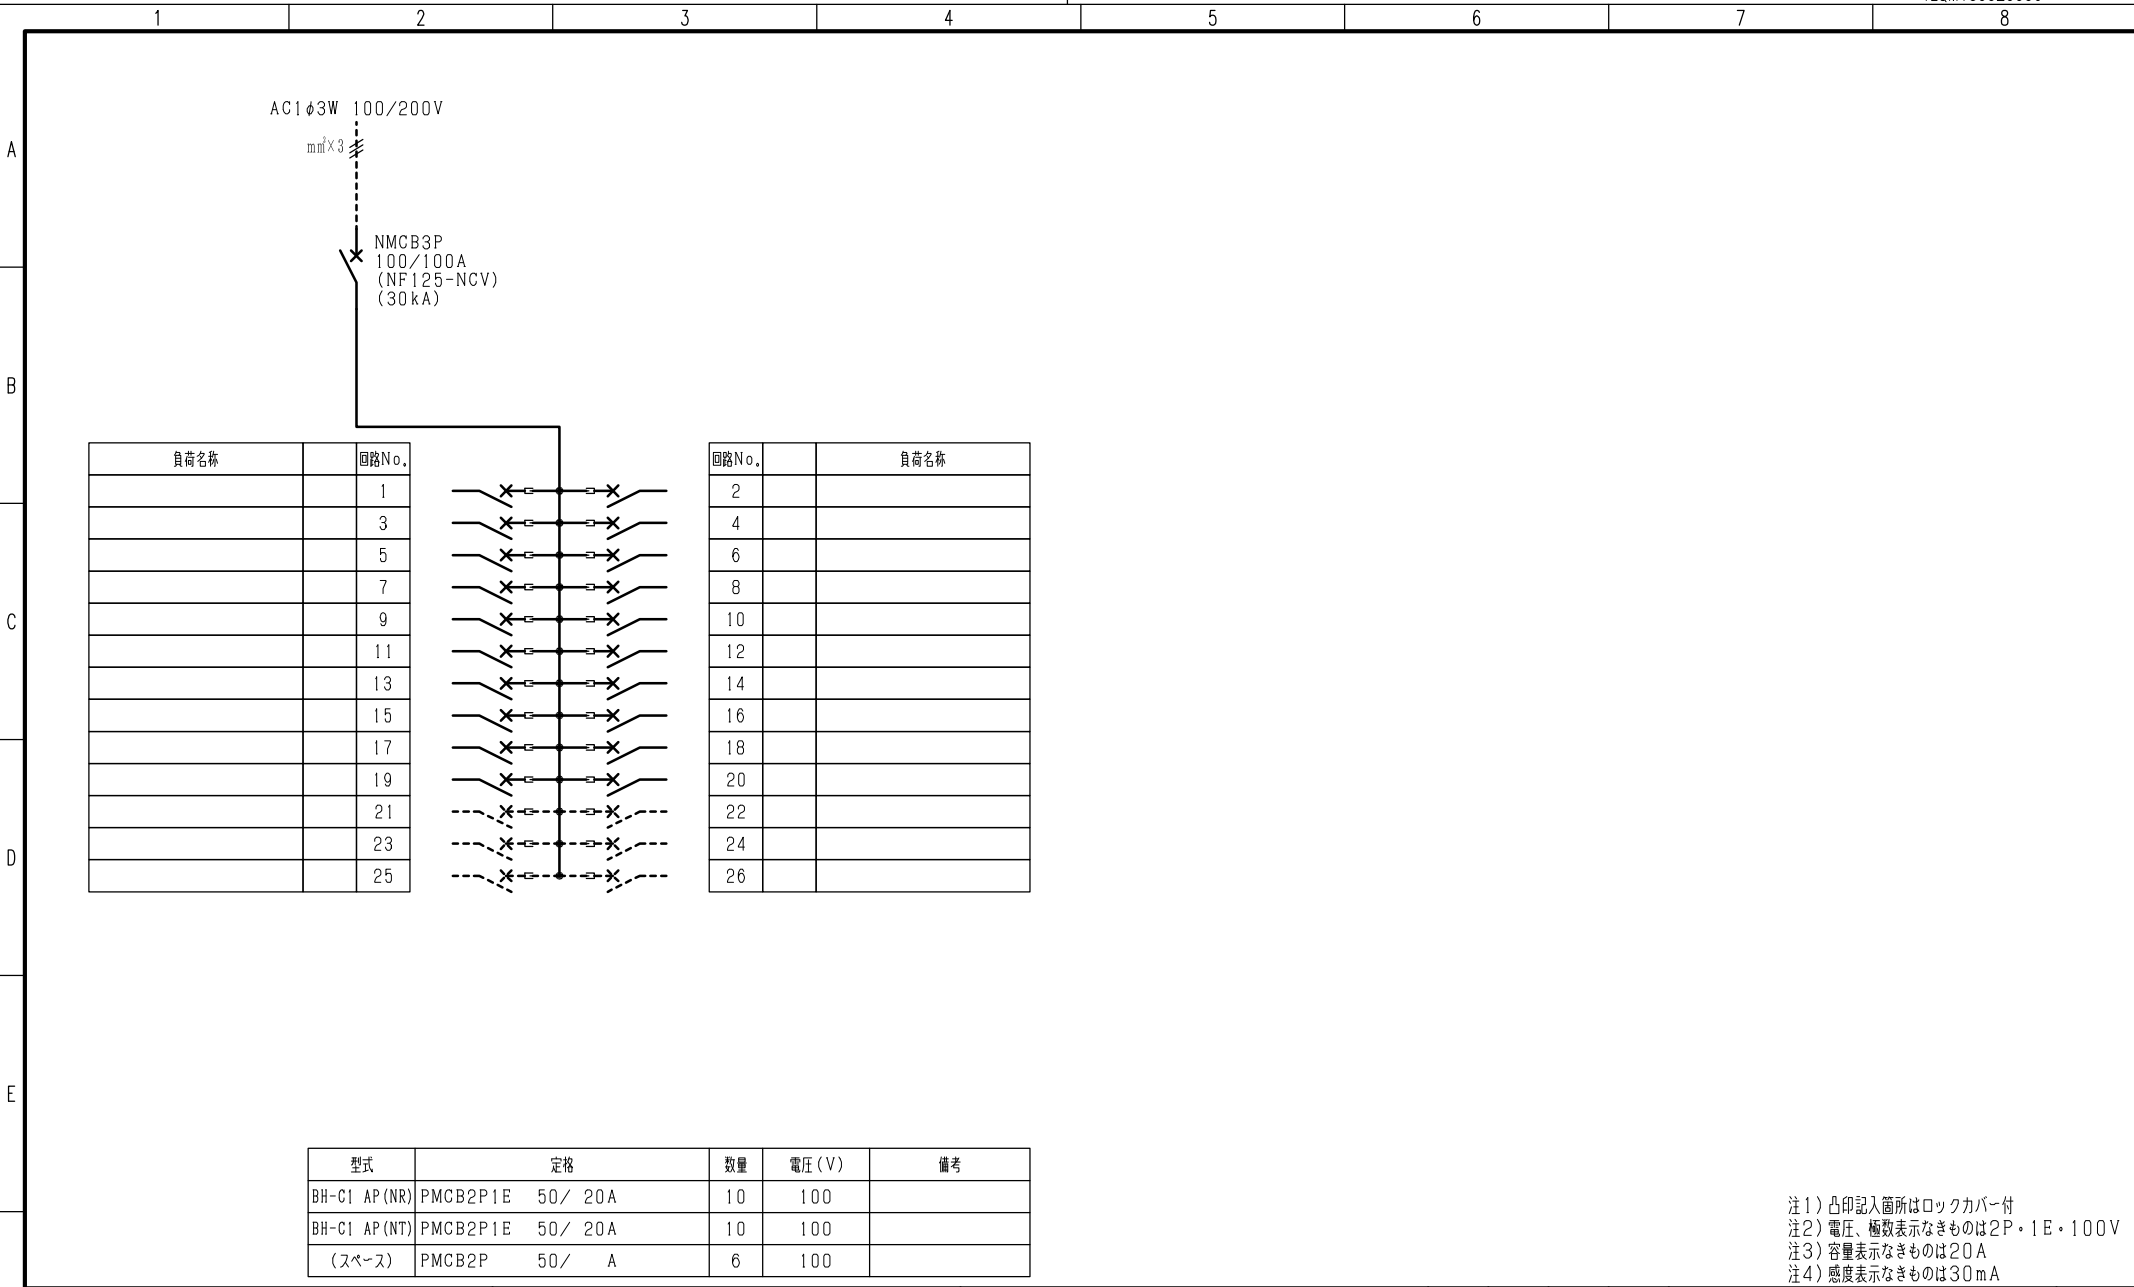 1 2 3 4 5 6 7 8
A
B
C
D
E
AC1φ3W 100/200V
mm²×3
NMCB3P
100/100A
(NF125-NCV)
(30kA)
負荷名称 回路No. 回路No. 負荷名称
1 2
3 4
5 6
7 8
9 10
11 12
13 14
15 16
17 18
19 20
21 22
23 24
25 26
型式 定格 数量 電圧(V) 備考
BH-C1 AP(NR) PMCB2P1E 50/ 20A 10 100
BH-C1 AP(NT) PMCB2P1E 50/ 20A 10 100
(スペース) PMCB2P 50/ A 6 100
注1)凸印記入箇所はロックカバー付
注2)電圧、極数表示なきものは2P・1E・100V
注3)容量表示なきものは20A
注4)感度表示なきものは30mA